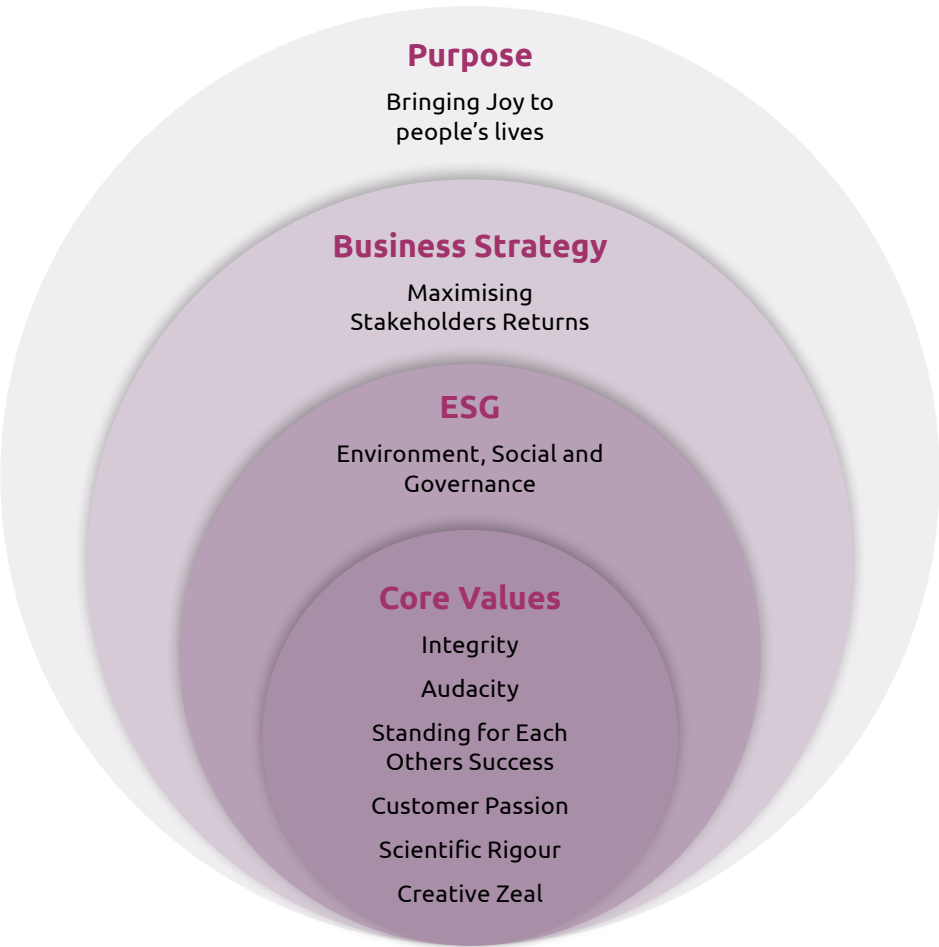 Purpose
Bringing Joy to
people’s lives
Business Strategy
Maximising
Stakeholders Returns
ESG
Environment, Social and
Governance
Core Values
Integrity
Audacity
Standing for Each
Others Success
Customer Passion
Scientific Rigour
Creative Zeal